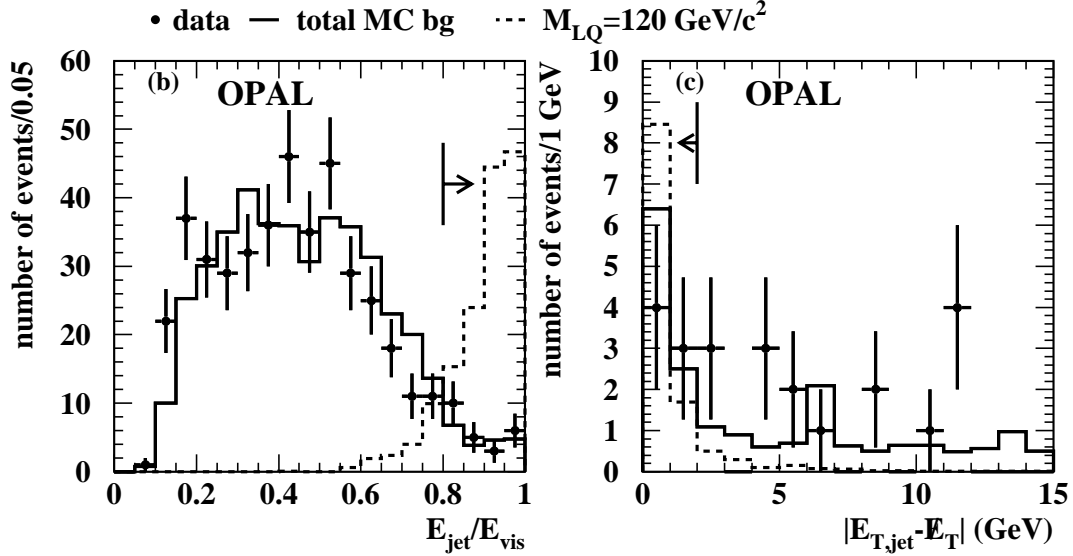 data total MC bg M_LQ=120 GeV/c²
(b) OPAL
number of events/0.05
60
50
40
30
20
10
0
0 0.2 0.4 0.6 0.8 1
E_jet/E_vis
(c) OPAL
number of events/1 GeV
10
9
8
7
6
5
4
3
2
1
0
0 5 10 15
|E_T,jet-E̸_T| (GeV)